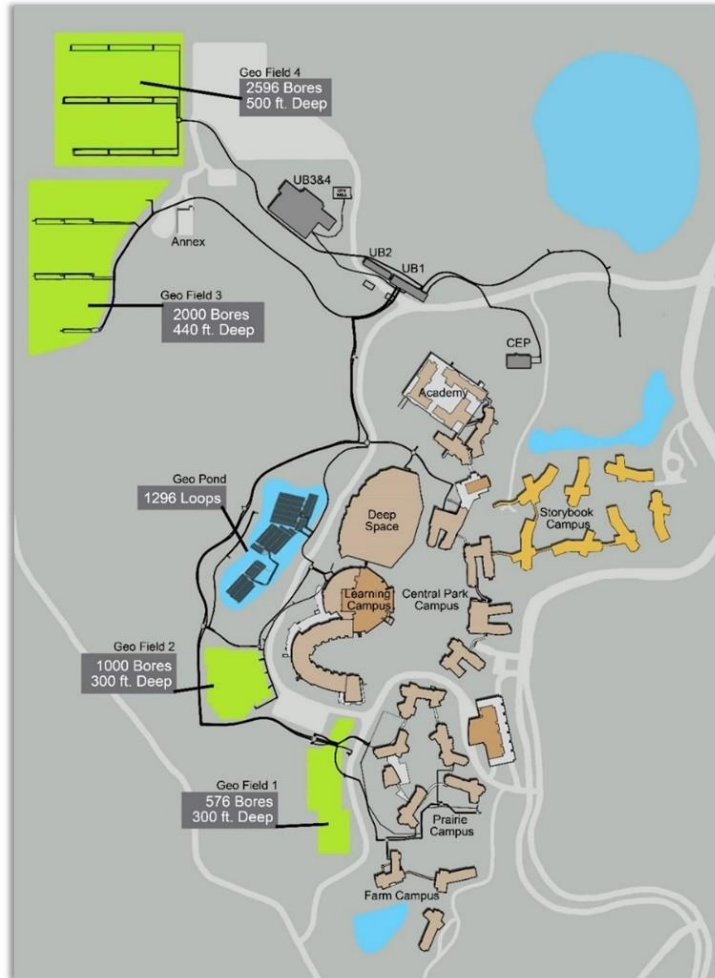 Geo Field 4
2596 Bores
500 ft. Deep
UB3&4
UB2
UB1
Annex
Geo Field 3
2000 Bores
440 ft. Deep
CEP
Academy
Geo Pond
1296 Loops
Deep
Space
Storybook
Campus
Learning
Campus
Central Park
Campus
Geo Field 2
1000 Bores
300 ft. Deep
Geo Field 1
576 Bores
300 ft. Deep
Prairie
Campus
Farm Campus